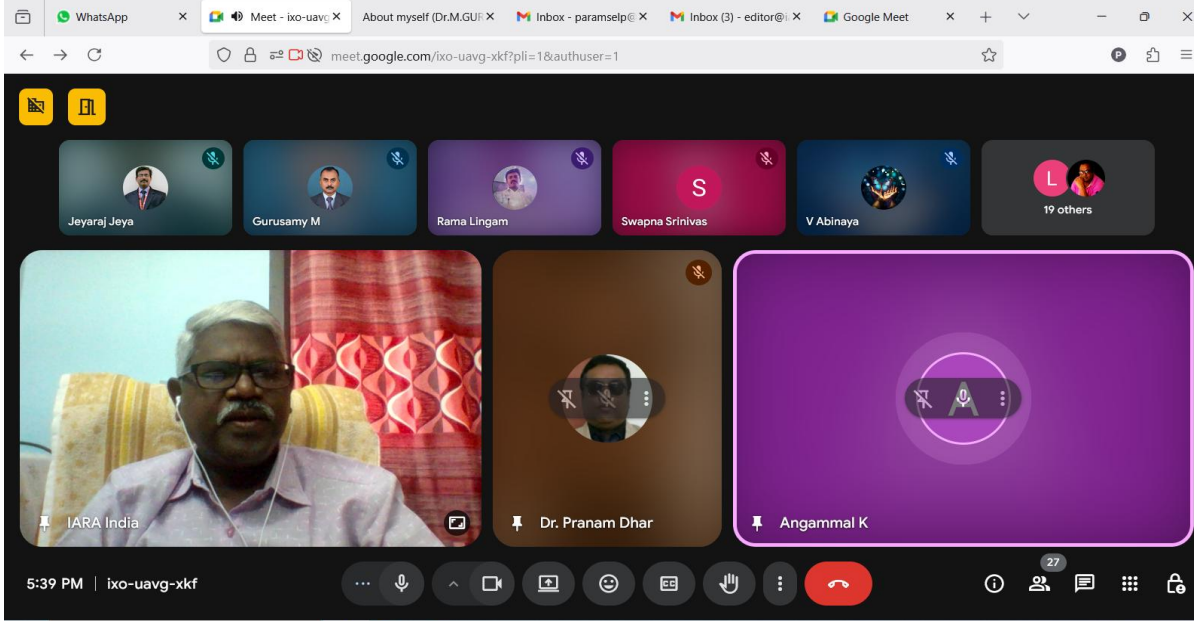 WhatsApp
Meet - ixo-uavg
About myself (Dr.M.GUR
Inbox - paramselp@
Inbox (3) - editor@i
Google Meet
P
meet.google.com/ixo-uavg-xkf?pli=1&authuser=1
Jeyaraj Jeya
Gurusamy M
Rama Lingam
S
Swapna Srinivas
V Abinaya
L
19 others
IARA India
Dr. Pranam Dhar
A
Angammal K
5:39 PM | ixo-uavg-xkf
CC
27